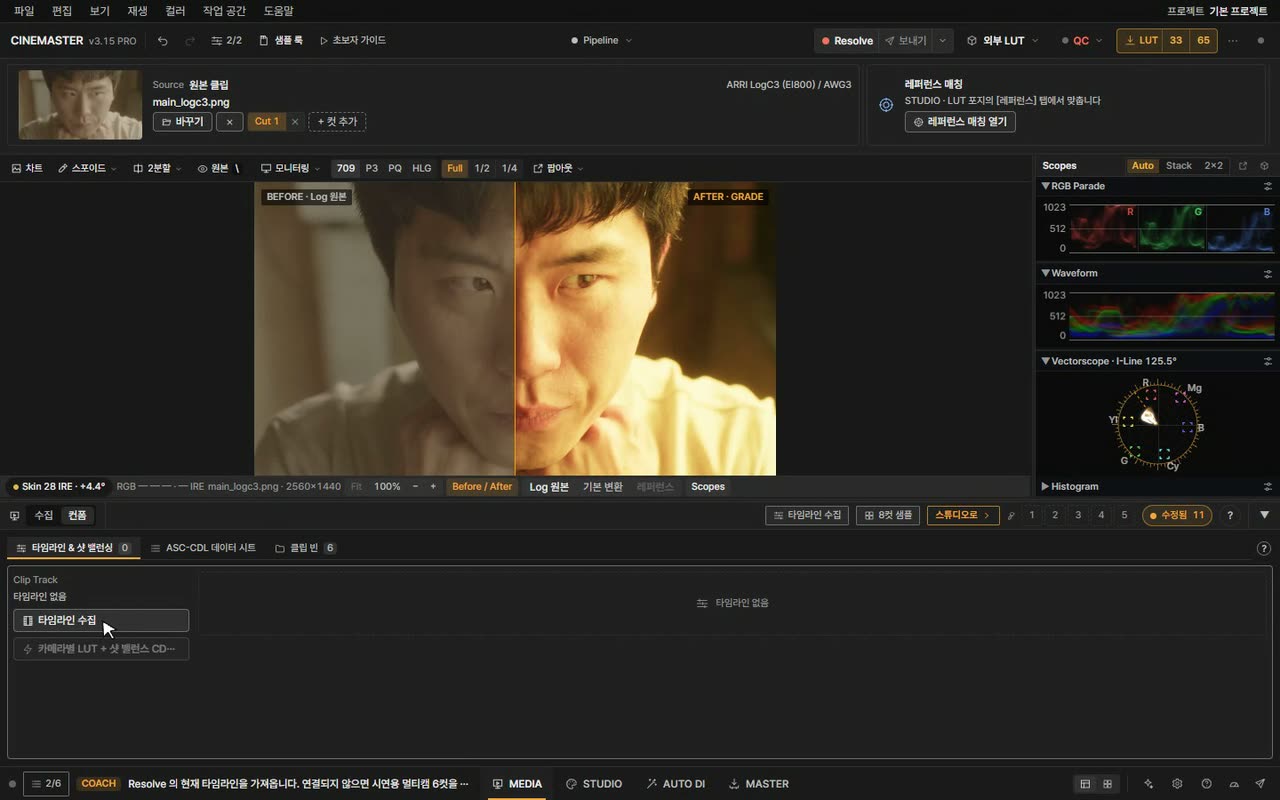 파일 편집 보기 재생 컬러 작업 공간 도움말 프로젝트 기본 프로젝트
CINEMASTER v3.15 PRO 2/2 샘플 룩 초보자 가이드 Pipeline Resolve 보내기 외부 LUT QC LUT 33 65 ···
Source 원본 클립 ARRI LogC3 (EI800) / AWG3
main_logc3.png
바꾸기 × Cut 1 × + 컷 추가
레퍼런스 매칭
STUDIO · LUT 포지의 [레퍼런스] 탭에서 맞춥니다
레퍼런스 매칭 열기
차트 스포이드 2분할 원본 \ 모니터링 709 P3 PQ HLG Full 1/2 1/4 팝아웃
BEFORE · Log 원본 AFTER · GRADE
Scopes Auto Stack 2×2
RGB Parade
1023
512
0
R G B
Waveform
1023
512
0
Vectorscope · I-Line 125.5°
R Mg
Yl B
G Cy
Histogram
Skin 28 IRE · +4.4° RGB — — — · — IRE main_logc3.png · 2560×1440 Fit 100% − + Before / After Log 원본 기본 변환 레퍼런스 Scopes
수집 컨폼 타임라인 수집 8컷 샘플 스튜디오로 1 2 3 4 5 수정됨 11 ?
타임라인 & 샷 밸런싱 0 ASC-CDL 데이터 시트 클립 빈 6 ?
Clip Track
타임라인 없음
타임라인 수집
카메라별 LUT + 샷 밸런스 CD···
타임라인 없음
2/6 COACH Resolve 의 현재 타임라인을 가져옵니다. 연결되지 않으면 시연용 멀티캠 6컷을 ··· MEDIA STUDIO AUTO DI MASTER